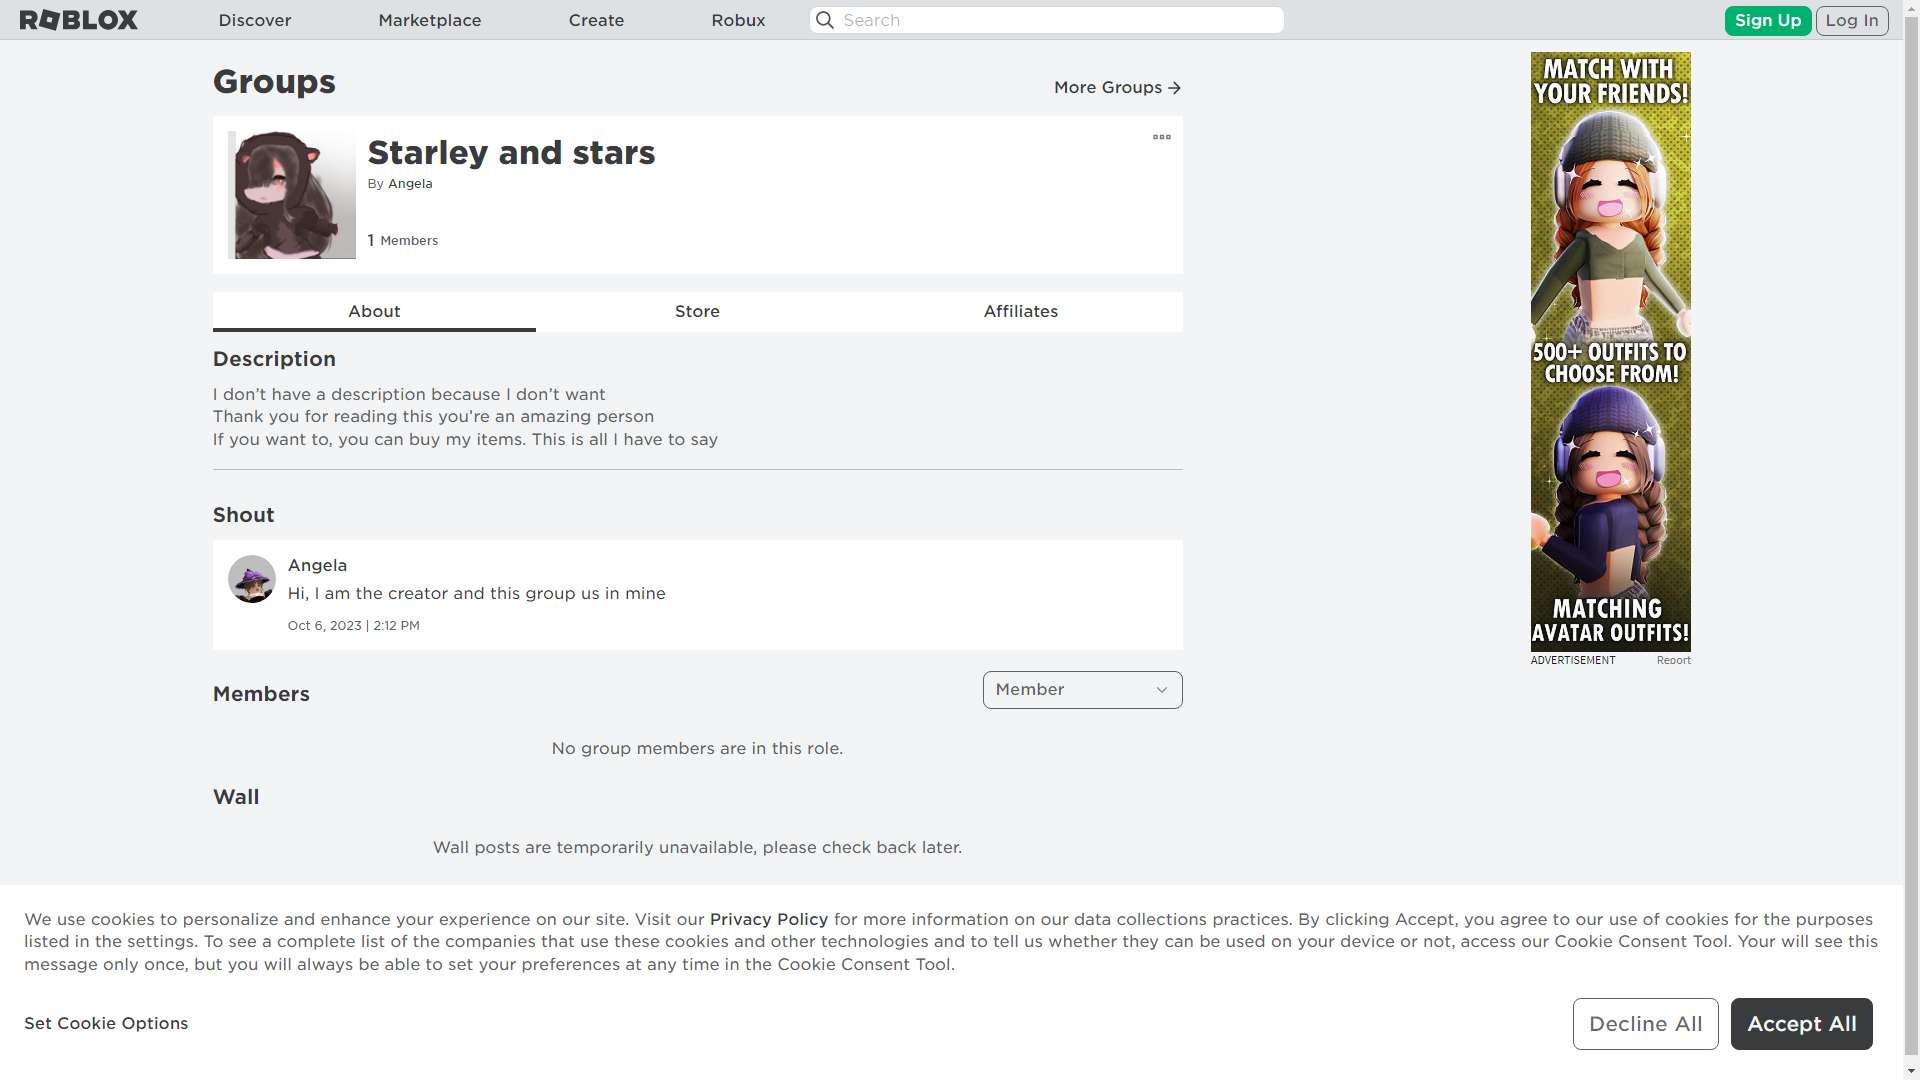 ROBLOX
Discover
Marketplace
Create
Robux
Search
Sign Up
Log In
Groups
More Groups
Starley and stars
By Angela
1 Members
About
Store
Affiliates
Description
I don’t have a description because I don’t want
Thank you for reading this you’re an amazing person
If you want to, you can buy my items. This is all I have to say
Shout
Angela
Hi, I am the creator and this group us in mine
Oct 6, 2023 | 2:12 PM
Members
Member
No group members are in this role.
Wall
Wall posts are temporarily unavailable, please check back later.
MATCH WITH
YOUR FRIENDS!
500+ OUTFITS TO
CHOOSE FROM!
MATCHING
AVATAR OUTFITS!
ADVERTISEMENT
Report
We use cookies to personalize and enhance your experience on our site. Visit our Privacy Policy for more information on our data collections practices. By clicking Accept, you agree to our use of cookies for the purposes
listed in the settings. To see a complete list of the companies that use these cookies and other technologies and to tell us whether they can be used on your device or not, access our Cookie Consent Tool. Your will see this
message only once, but you will always be able to set your preferences at any time in the Cookie Consent Tool.
Set Cookie Options
Decline All
Accept All